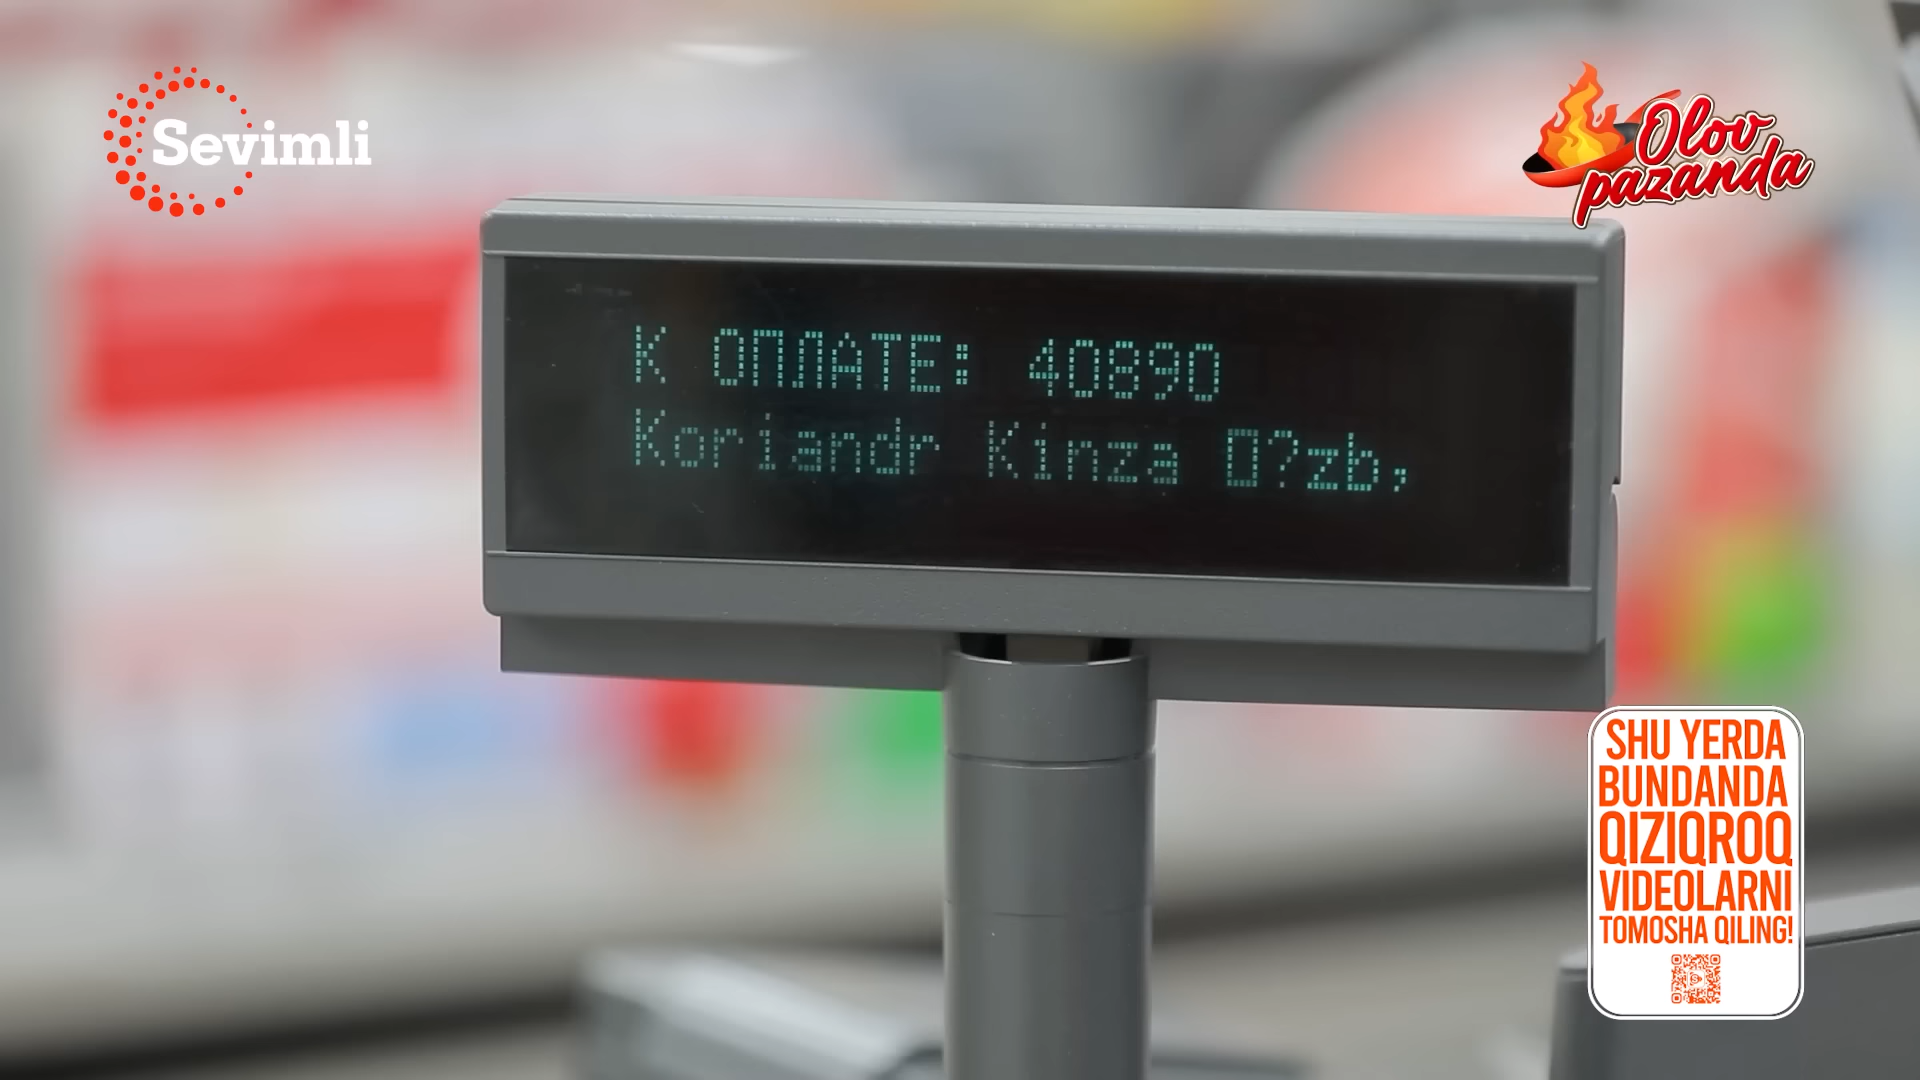 Sevimli
Olov
pazanda
К ОПЛАТЕ: 40890
Koriandr Kinza O?zb,
SHU YERDA
BUNDANDA
QIZIQROQ
VIDEOLARNI
TOMOSHA QILING!